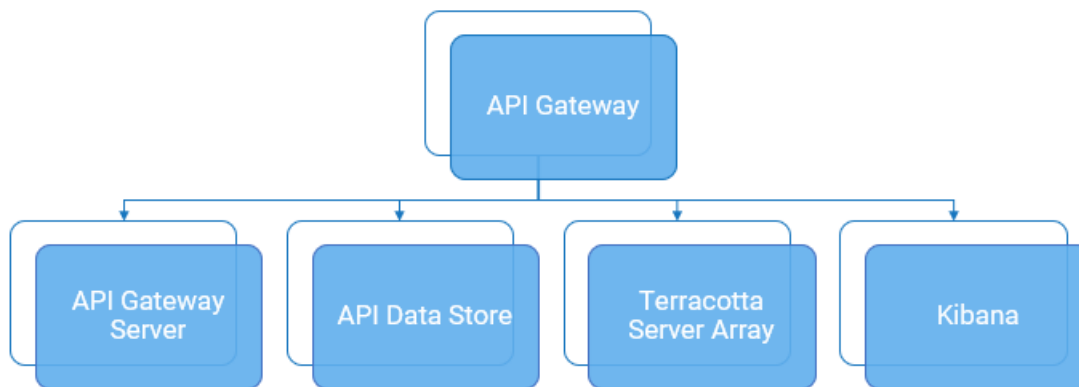 API Gateway
API Gateway
Server
API Data Store
Terracotta
Server Array
Kibana